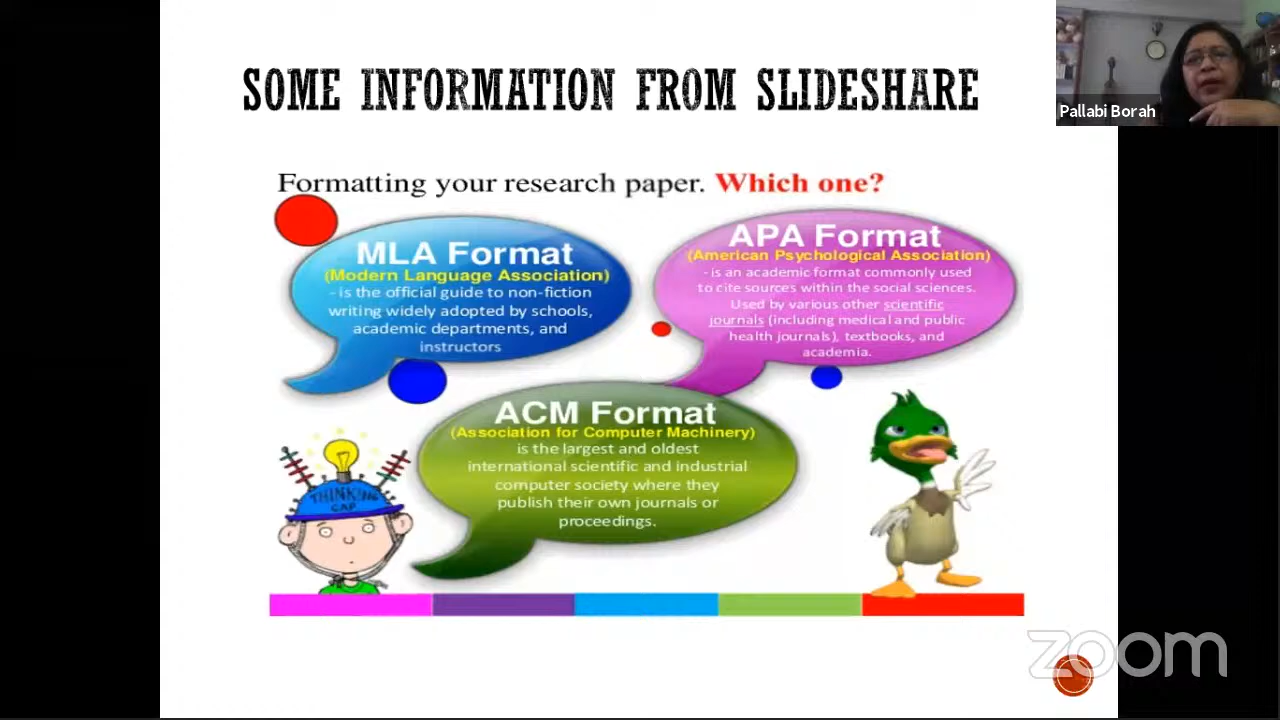 SOME INFORMATION FROM SLIDESHARE
Pallabi Borah
Formatting your research paper. Which one?
MLA Format
(Modern Language Association)
- is the official guide to non-fiction
writing widely adopted by schools,
academic departments, and
instructors
APA Format
(American Psychological Association)
- is an academic format commonly used
to cite sources within the social sciences.
Used by various other scientific
journals (including medical and public
health journals), textbooks, and
academia.
ACM Format
(Association for Computer Machinery)
is the largest and oldest
international scientific and industrial
computer society where they
publish their own journals or
proceedings.
THINKING
CAP
zoom